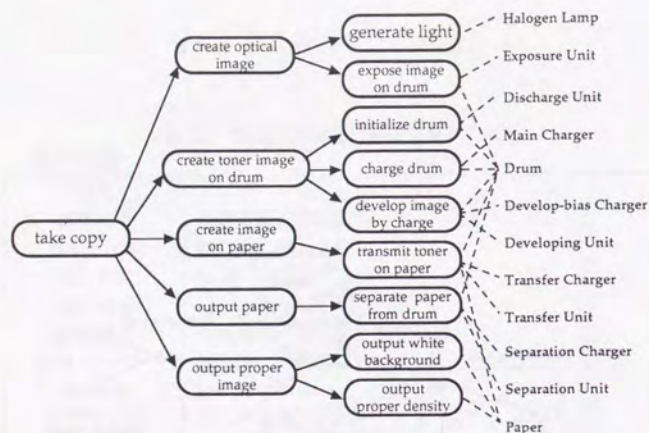 take copy
create optical
image
create toner image
on drum
create image
on paper
output paper
output proper
image
generate light
expose image
on drum
initialize drum
charge drum
develop image
by charge
transmit toner
on paper
separate paper
from drum
output white
background
output
proper density
Halogen Lamp
Exposure Unit
Discharge Unit
Main Charger
Drum
Develop-bias Charger
Developing Unit
Transfer Charger
Transfer Unit
Separation Charger
Separation Unit
Paper